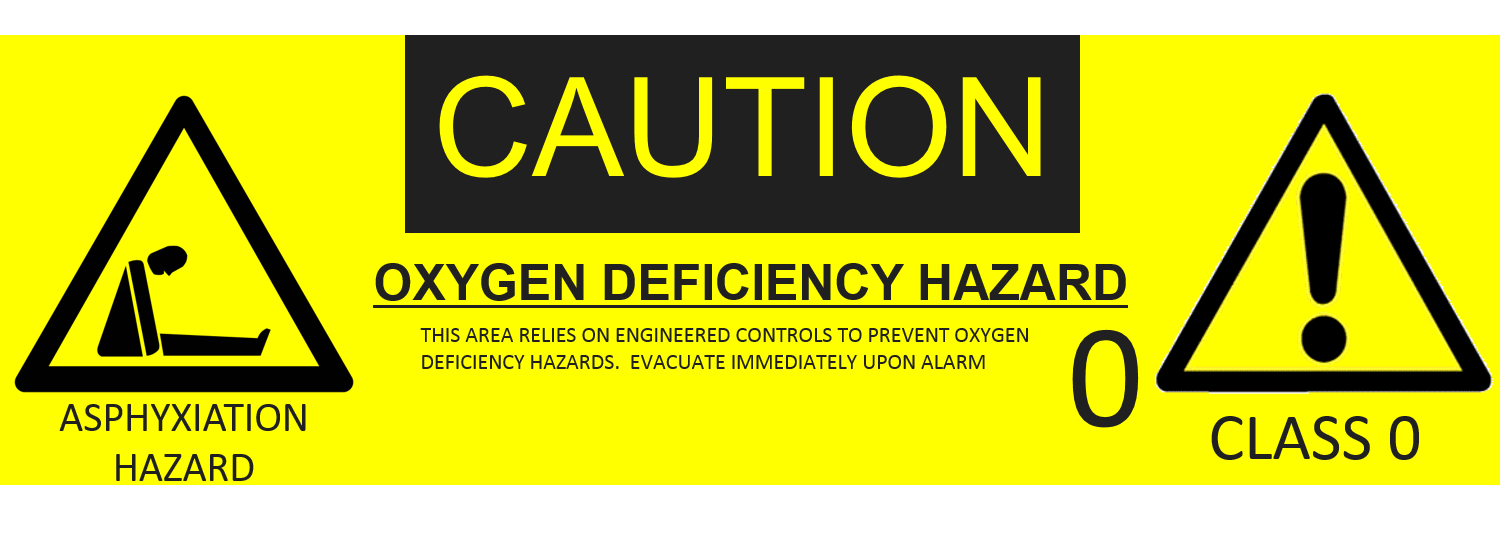 CAUTION
OXYGEN DEFICIENCY HAZARD
THIS AREA RELIES ON ENGINEERED CONTROLS TO PREVENT OXYGEN
DEFICIENCY HAZARDS.  EVACUATE IMMEDIATELY UPON ALARM
0
ASPHYXIATION
HAZARD
CLASS 0